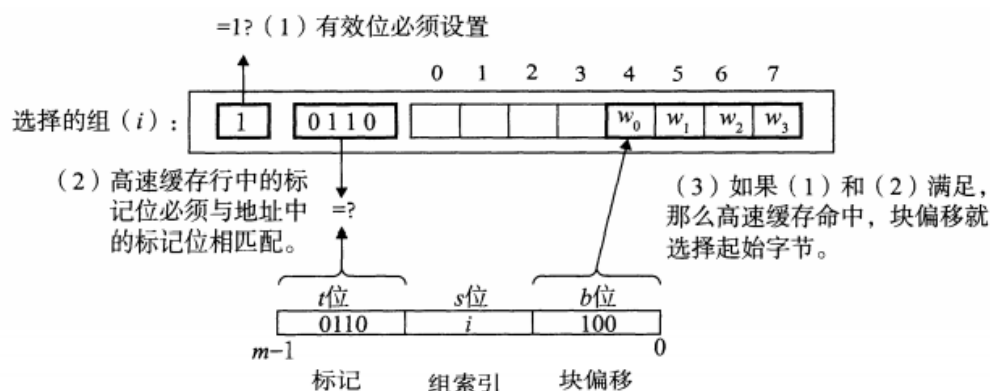 =1?（1）有效位必须设置
0 1 2 3 4 5 6 7
选择的组（i）： 1 0110 w₀ w₁ w₂ w₃
（2）高速缓存行中的标
记位必须与地址中 =?
的标记位相匹配。
（3）如果（1）和（2）满足，
那么高速缓存命中，块偏移就
选择起始字节。
t位 s位 b位
0110 i 100
m−1 0
标记 组索引 块偏移